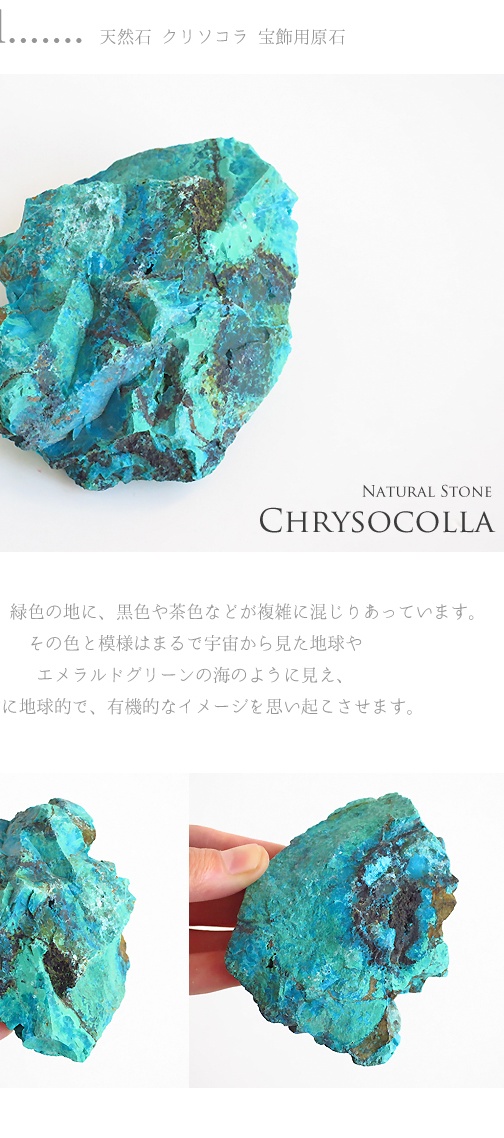 ....... 天然石 クリソコラ 宝飾用原石
NATURAL STONE
CHRYSOCOLLA
緑色の地に、黒色や茶色などが複雑に混じりあっています。
その色と模様はまるで宇宙から見た地球や
エメラルドグリーンの海のように見え、
に地球的で、有機的なイメージを思い起こさせます。